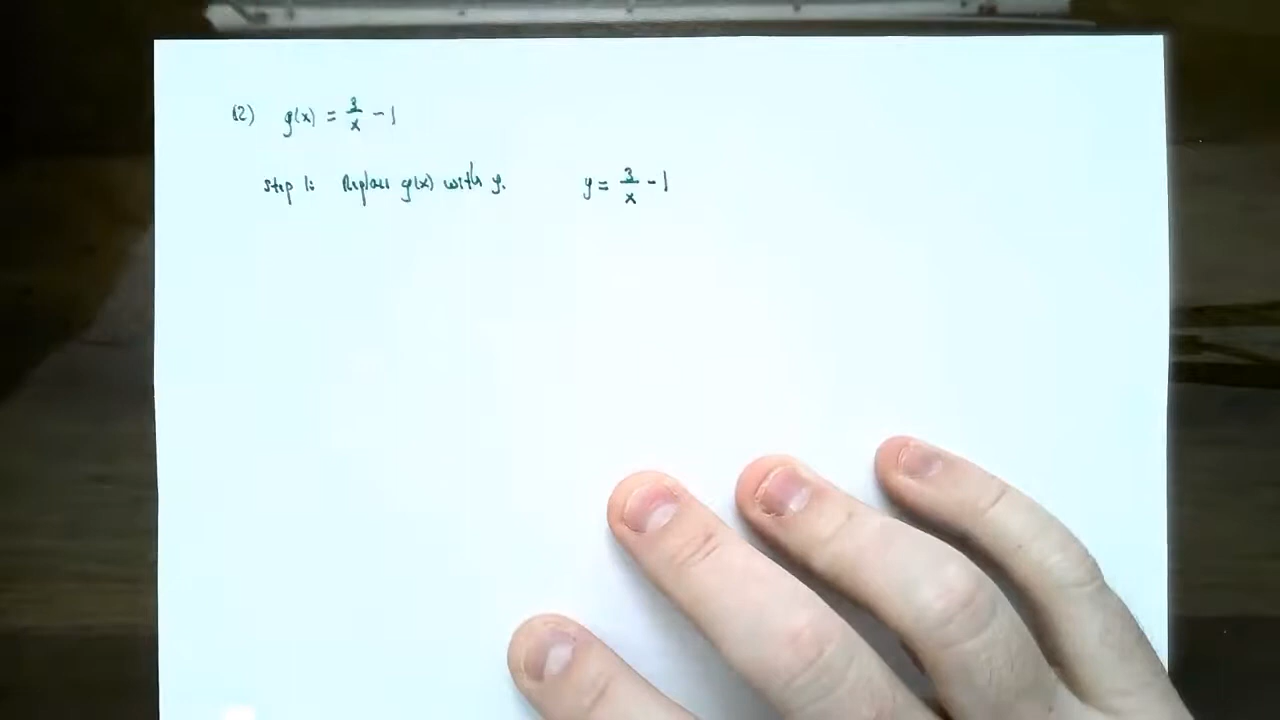 12) g(x) = 3/x - 1
Step 1: Replace g(x) with y. y = 3/x - 1